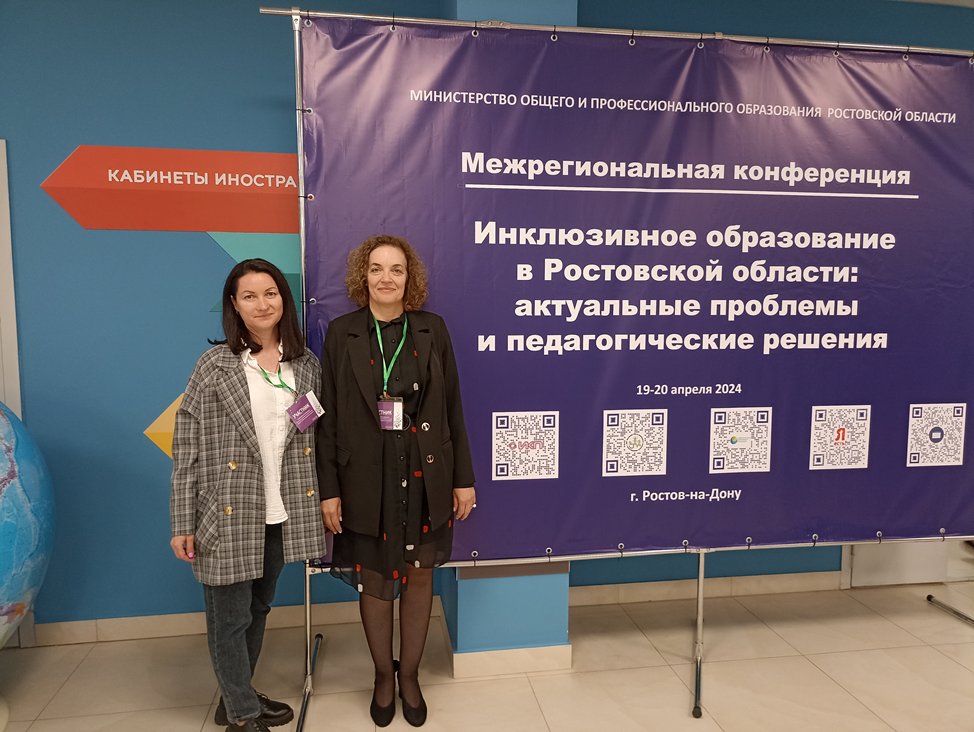 МИНИСТЕРСТВО ОБЩЕГО И ПРОФЕССИОНАЛЬНОГО ОБРАЗОВАНИЯ РОСТОВСКОЙ ОБЛАСТИ
Межрегиональная конференция
Инклюзивное образование
в Ростовской области:
актуальные проблемы
и педагогические решения
19-20 апреля 2024
г. Ростов-на-Дону
КАБИНЕТЫ ИНОСТРА
УЧАСТНИК